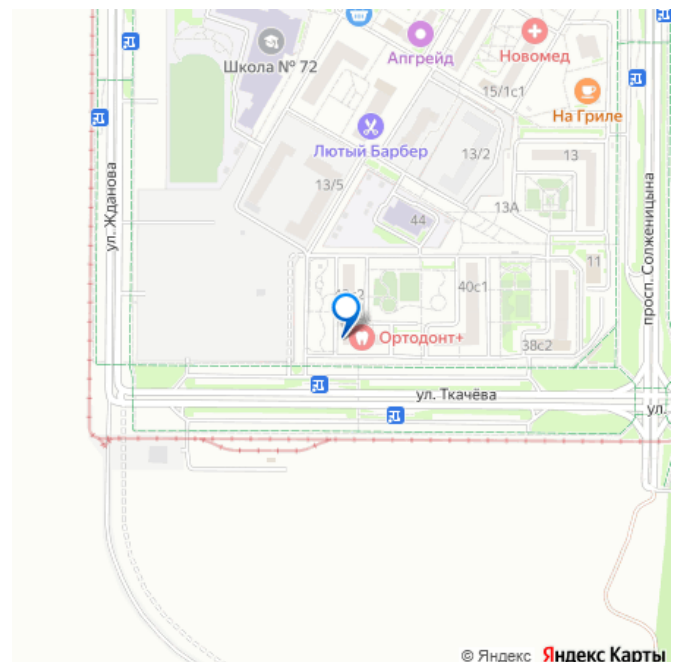 Школа № 72
Апгрейд
Новомед
15/1с1
На Гриле
Лютый Барбер
13/2
13
13/5
13А
44
ул. Жданова
просп. Солженицына
11
40с1
Ортодонт+
38с2
ул. Ткачёва
ул.
© Яндекс Яндекс Карты